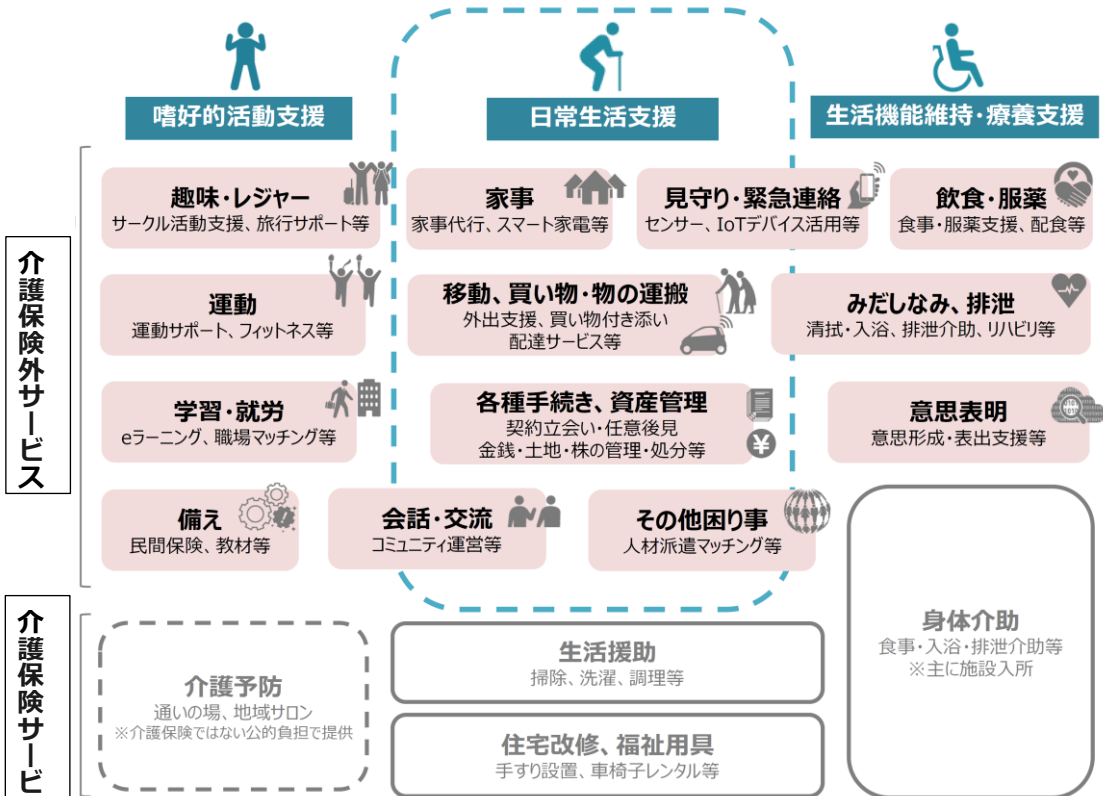 嗜好的活動支援
日常生活支援
生活機能維持・療養支援
介護保険外サービス
趣味・レジャー
サークル活動支援、旅行サポート等
家事
家事代行、スマート家電等
見守り・緊急連絡
センサー、IoTデバイス活用等
飲食・服薬
食事・服薬支援、配食等
運動
運動サポート、フィットネス等
移動、買い物・物の運搬
外出支援、買い物付き添い
配達サービス等
みだしなみ、排泄
清拭・入浴、排泄介助、リハビリ等
学習・就労
eラーニング、職場マッチング等
各種手続き、資産管理
契約立会い・任意後見
金銭・土地・株の管理・処分等
意思表明
意思形成・表出支援等
備え
民間保険、教材等
会話・交流
コミュニティ運営等
その他困り事
人材派遣マッチング等
介護保険サービ
介護予防
通いの場、地域サロン
※介護保険ではない公的負担で提供
生活援助
掃除、洗濯、調理等
住宅改修、福祉用具
手すり設置、車椅子レンタル等
身体介助
食事・入浴・排泄介助等
※主に施設入所